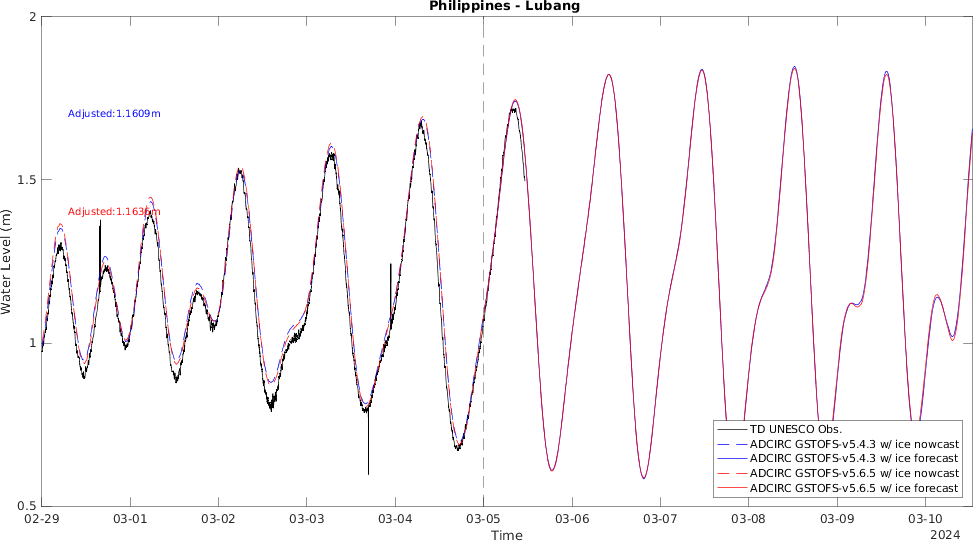 Philippines - Lubang
2
Adjusted:1.1609m
1.5
Adjusted:1.163 m
Water Level (m)
1
TD UNESCO Obs.
ADCIRC GSTOFS-v5.4.3 w/ ice nowcast
ADCIRC GSTOFS-v5.4.3 w/ ice forecast
ADCIRC GSTOFS-v5.6.5 w/ ice nowcast
ADCIRC GSTOFS-v5.6.5 w/ ice forecast
0.5
02-29 03-01 03-02 03-03 03-04 03-05 03-06 03-07 03-08 03-09 03-10
Time 2024